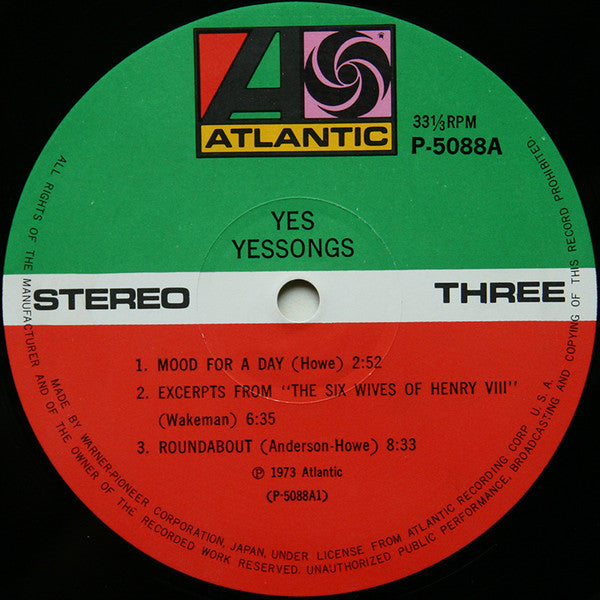 ATLANTIC
33⅓RPM
P-5088A
YES
YESSONGS
STEREO
THREE
1. MOOD FOR A DAY (Howe) 2:52
2. EXCERPTS FROM "THE SIX WIVES OF HENRY VIII"
(Wakeman) 6:35
3. ROUNDABOUT (Anderson-Howe) 8:33
℗ 1973 Atlantic
(P-5088A1)
MADE BY WARNER-PIONEER CORPORATION, JAPAN, UNDER LICENSE FROM ATLANTIC RECORDING CORP. U.S.A.
ALL RIGHTS OF THE MANUFACTURER AND OF THE OWNER OF THE RECORDED WORK RESERVED. UNAUTHORIZED PUBLIC PERFORMANCE, BROADCASTING AND COPYING OF THIS RECORD PROHIBITED.